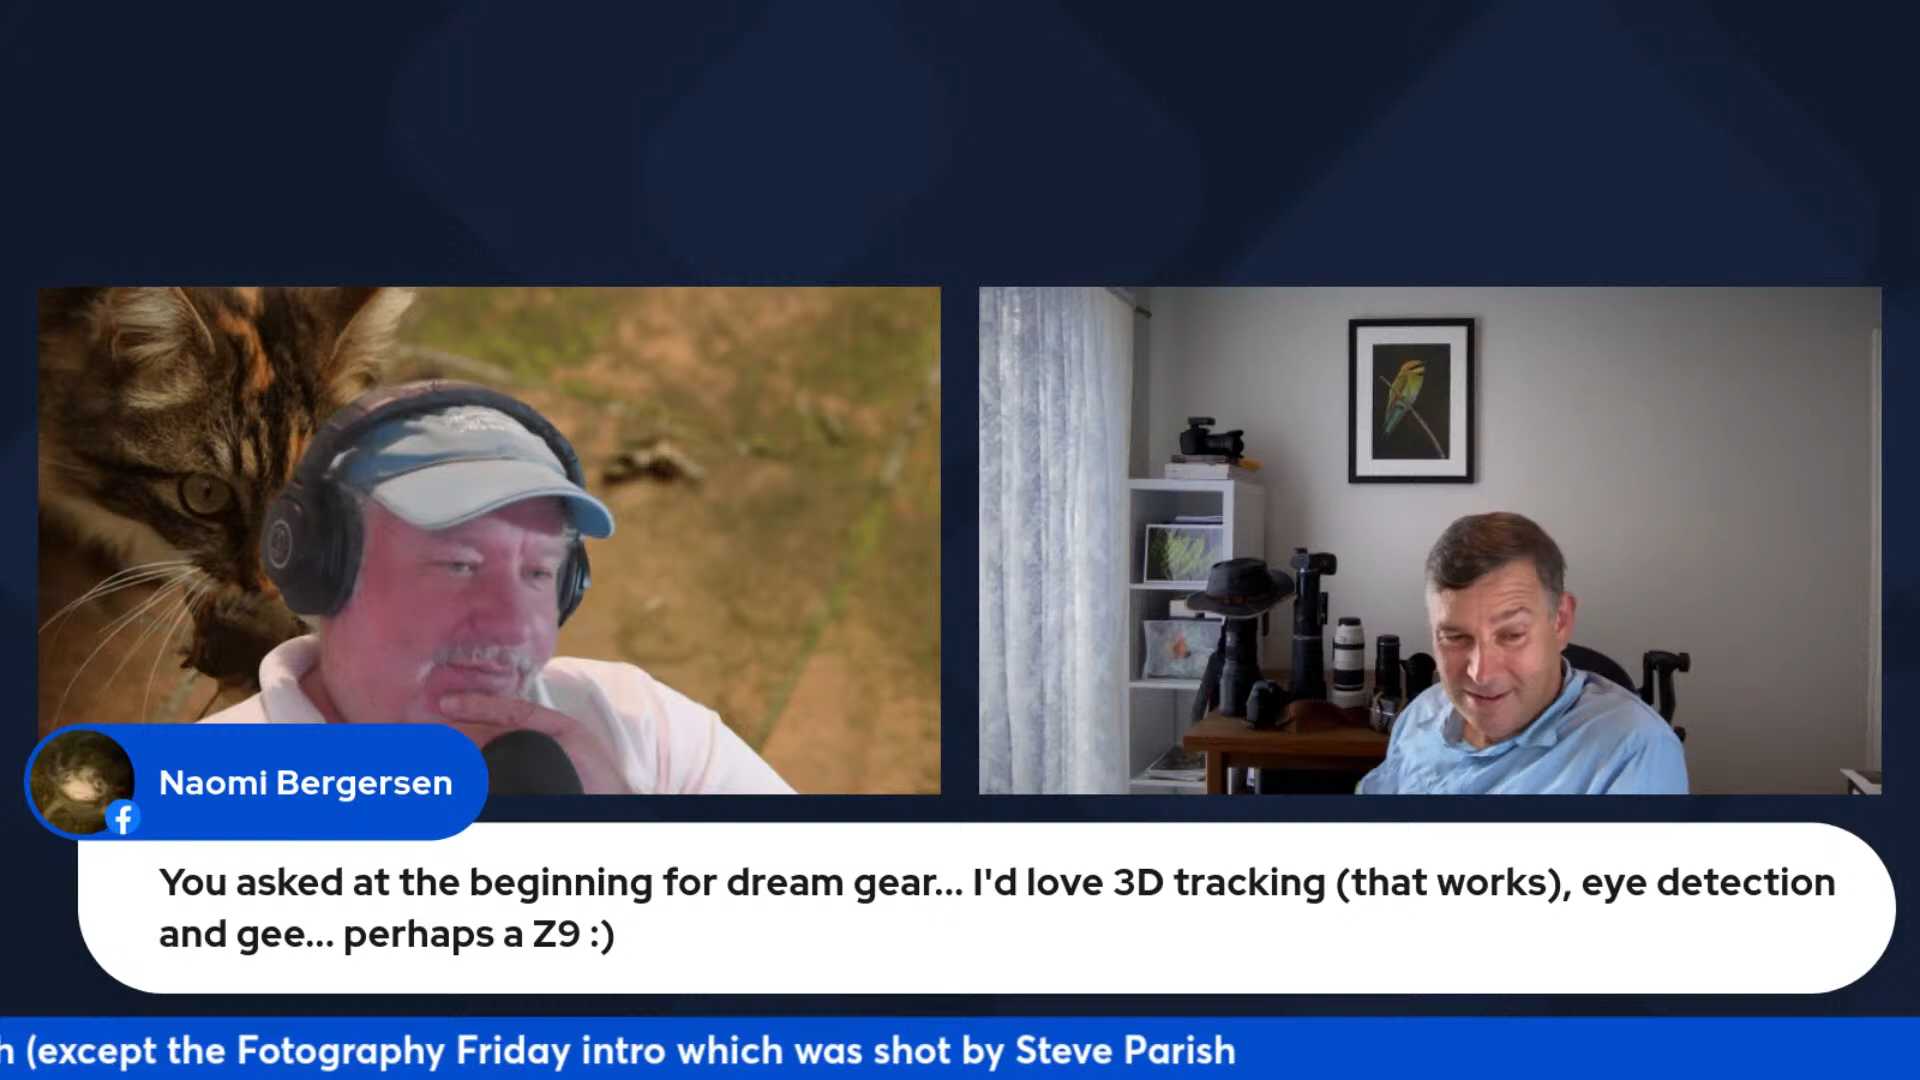 Naomi Bergersen
You asked at the beginning for dream gear... I'd love 3D tracking (that works), eye detection
and gee... perhaps a Z9 :)
h (except the Fotography Friday intro which was shot by Steve Parish